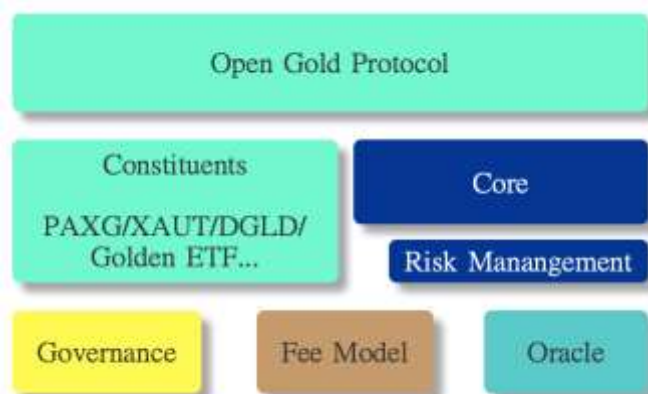 Open Gold Protocol
Constituents
PAXG/XAUT/DGLD/
Golden ETF...
Core
Risk Manangement
Governance
Fee Model
Oracle